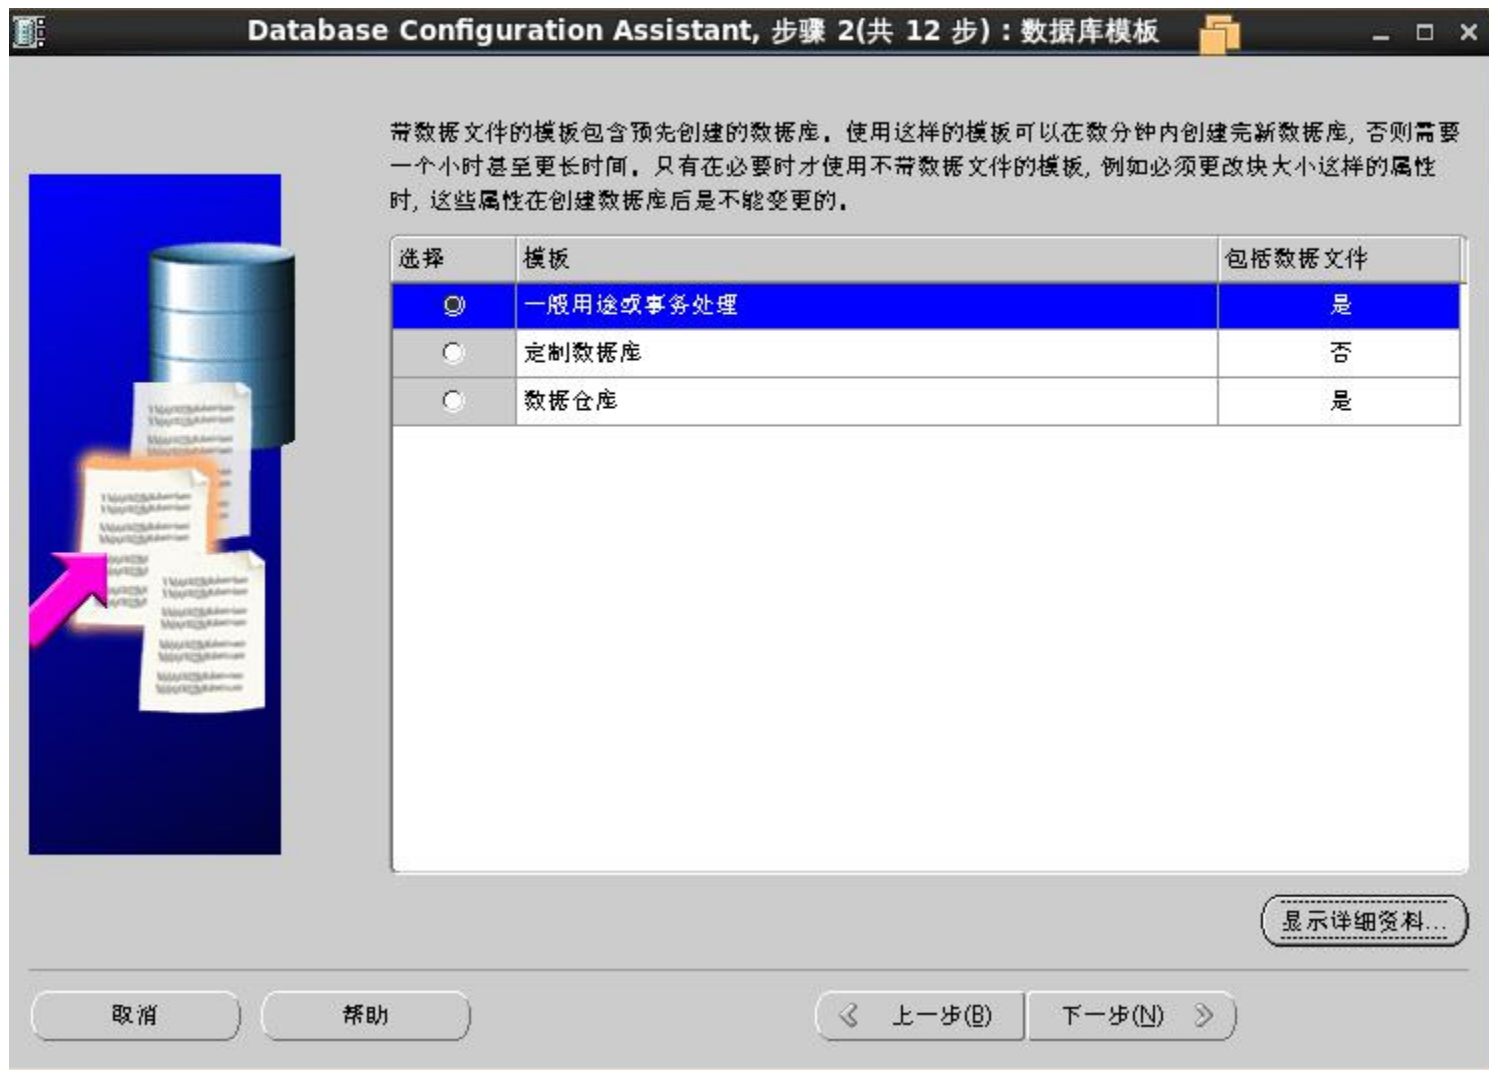 Database Configuration Assistant, 步骤 2(共 12 步) : 数据库模板
带数据文件的模板包含预先创建的数据库。使用这样的模板可以在数分钟内创建完新数据库, 否则需要
一个小时甚至更长时间。只有在必要时才使用不带数据文件的模板, 例如必须更改块大小这样的属性
时, 这些属性在创建数据库后是不能变更的。
选择 模板 包括数据文件
一般用途或事务处理 是
定制数据库 否
数据仓库 是
显示详细资料...
取消 帮助 上一步(B) 下一步(N)